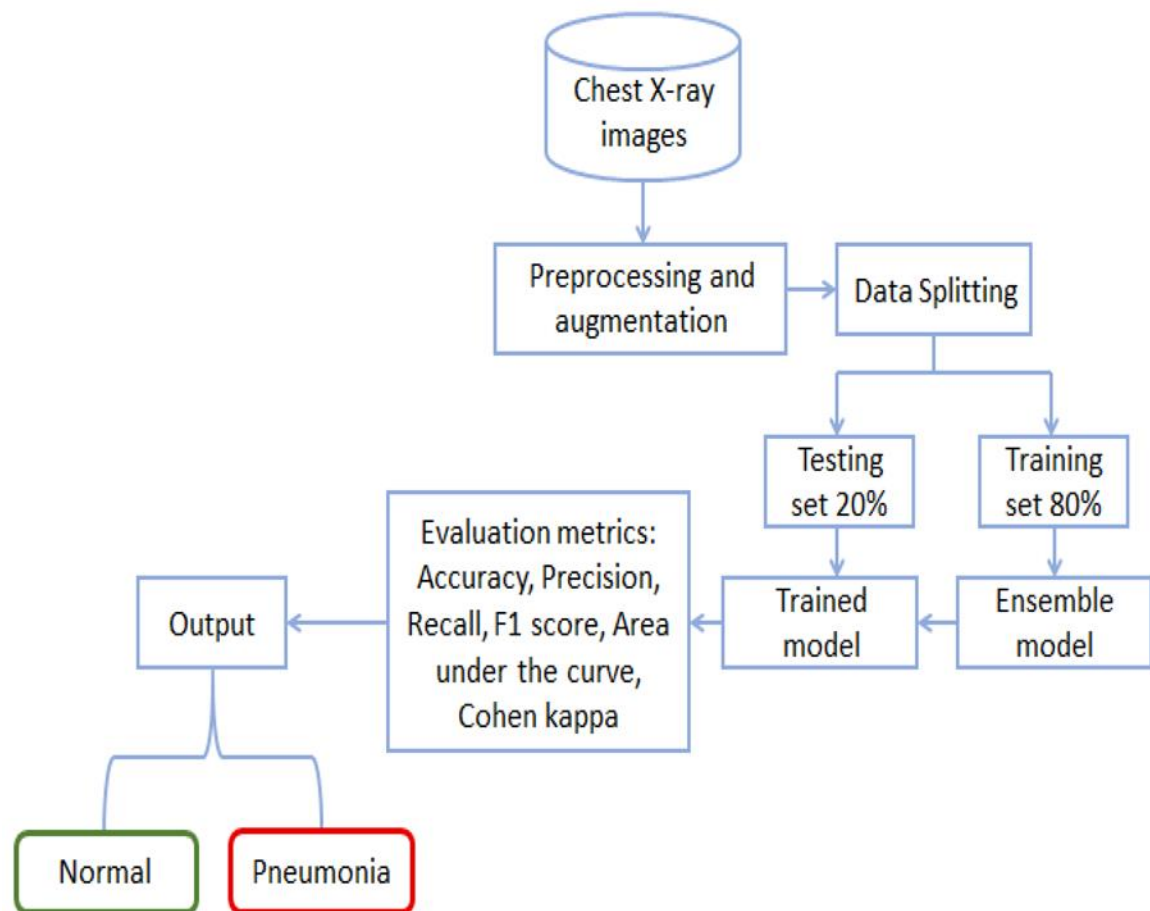 Chest X-ray
images
Preprocessing and
augmentation
Data Splitting
Testing
set 20%
Training
set 80%
Evaluation metrics:
Accuracy, Precision,
Recall, F1 score, Area
under the curve,
Cohen kappa
Output
Trained
model
Ensemble
model
Normal
Pneumonia